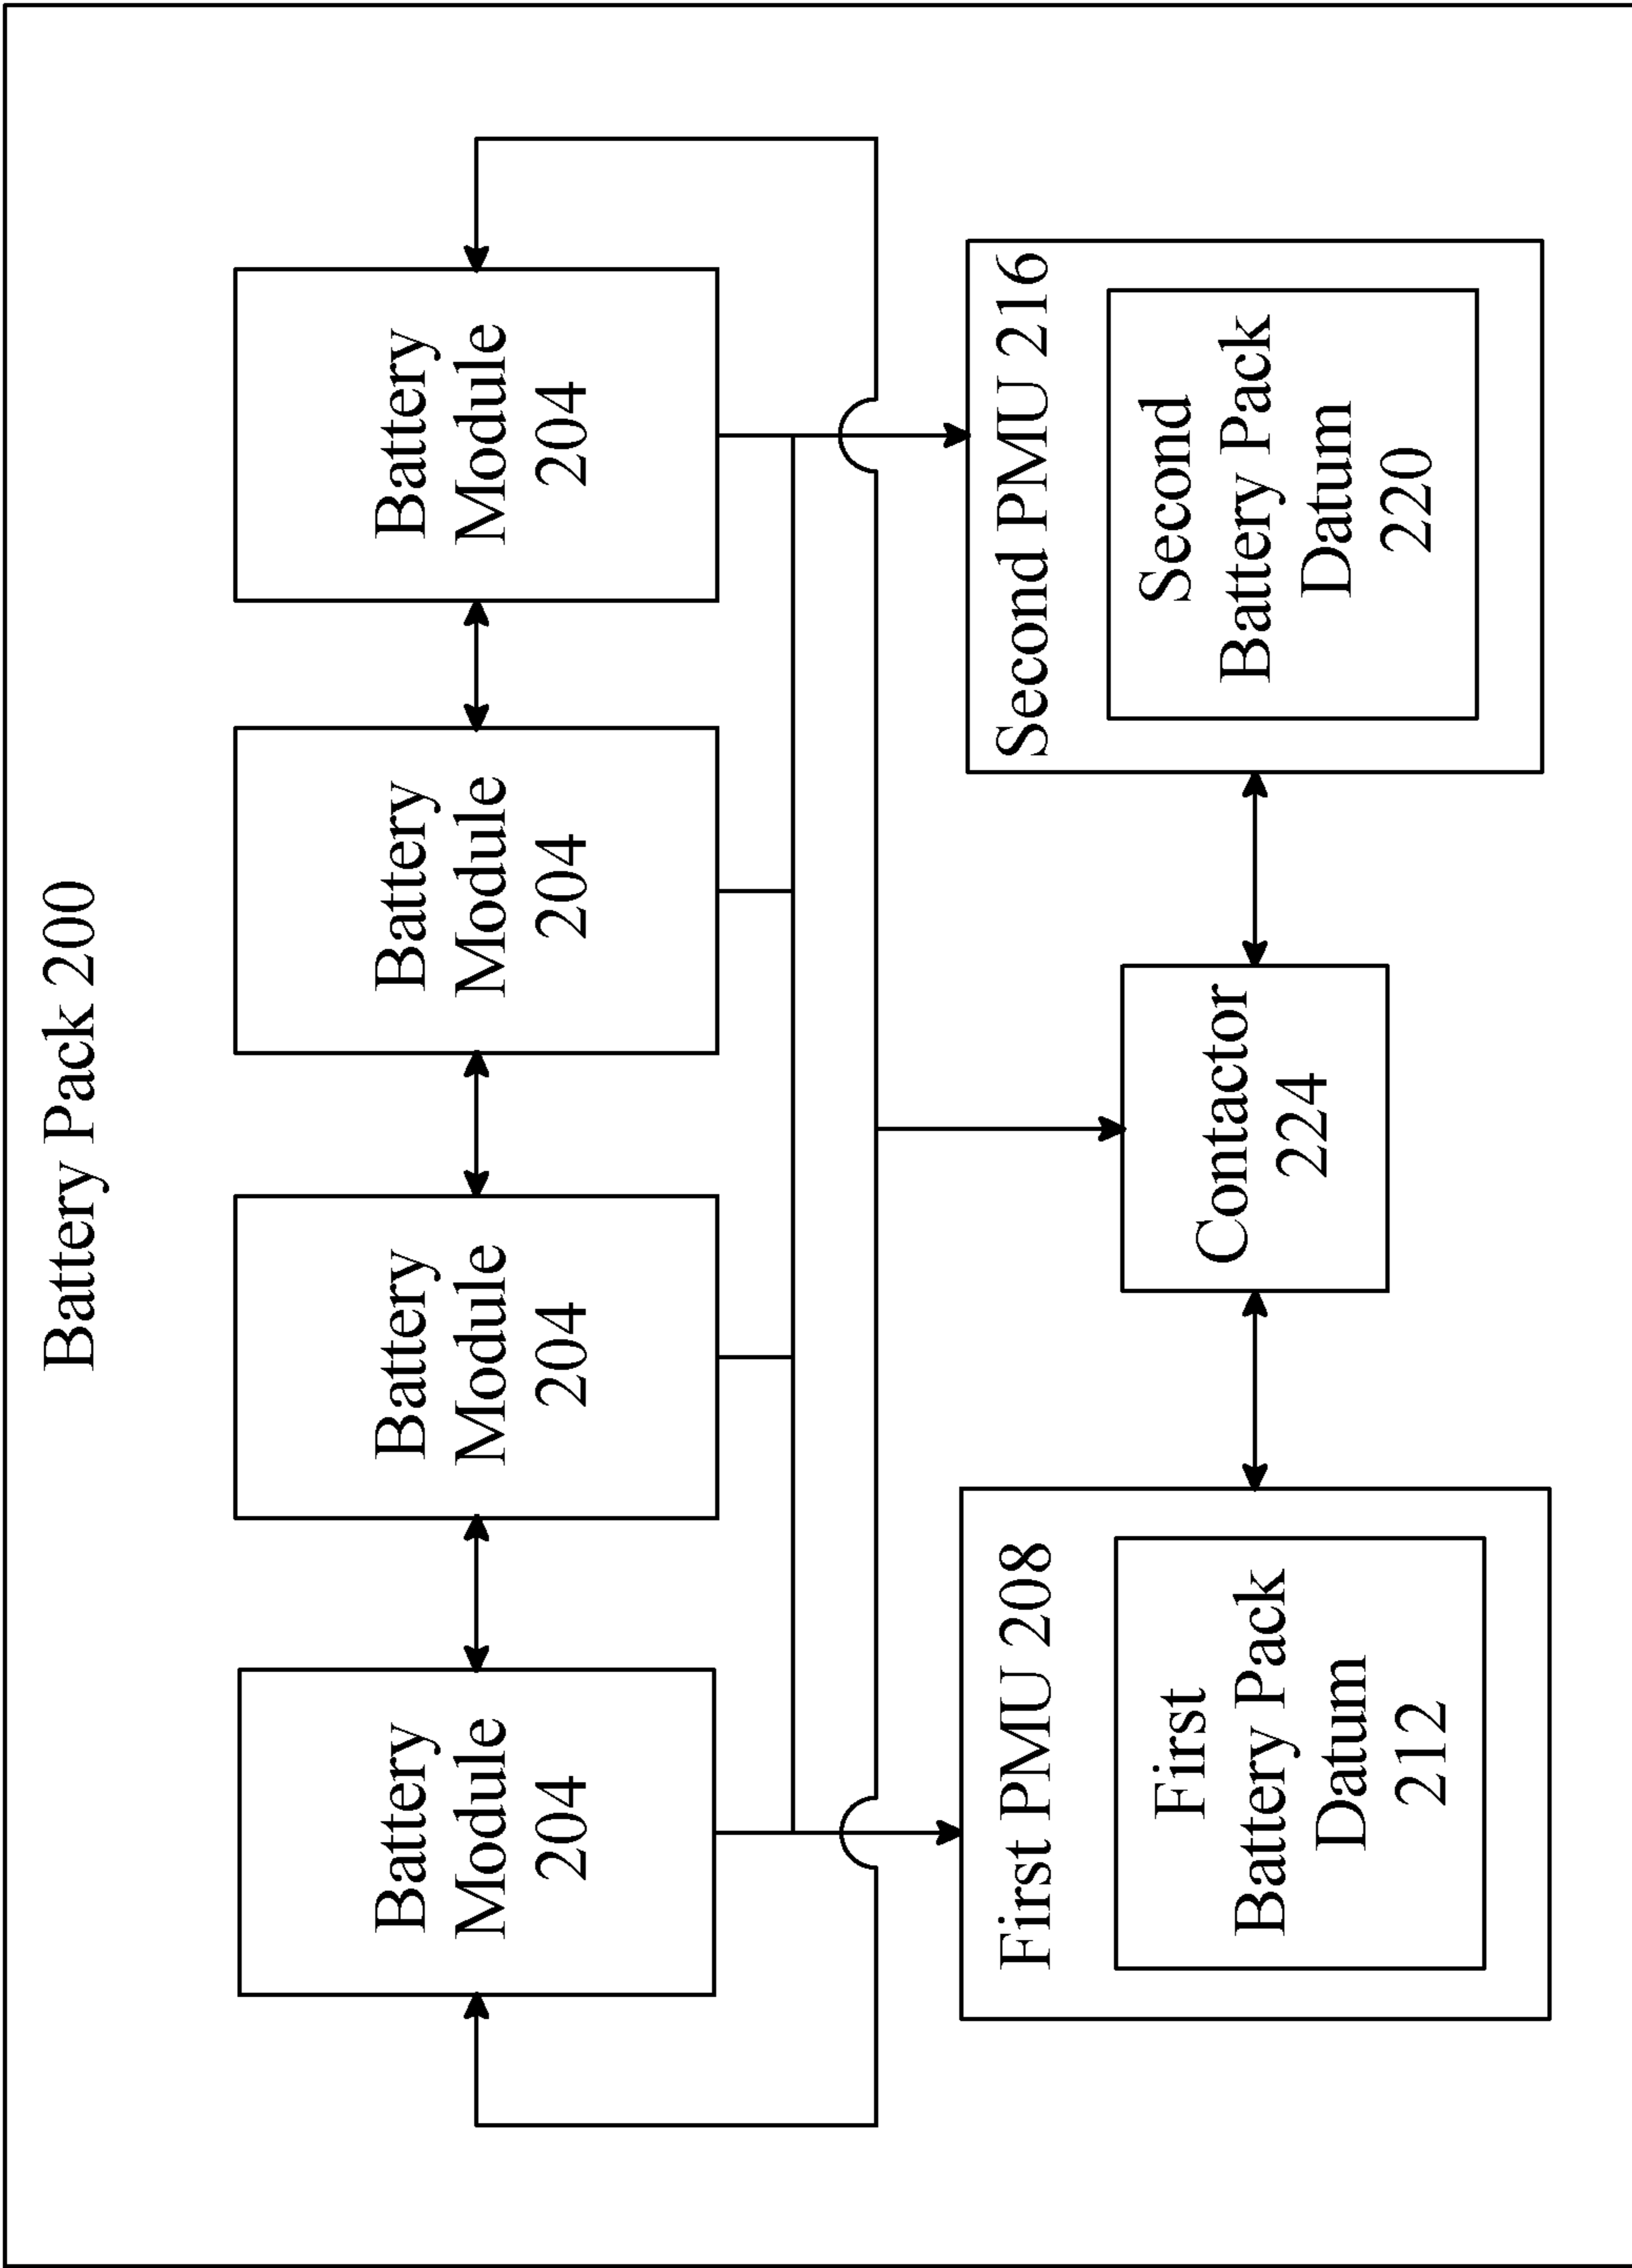 Battery Pack 200
Battery
Module
204
Battery
Module
204
Battery
Module
204
Battery
Module
204
First PMU 208
First
Battery Pack
Datum
212
Contactor
224
Second PMU 216
Second
Battery Pack
Datum
220